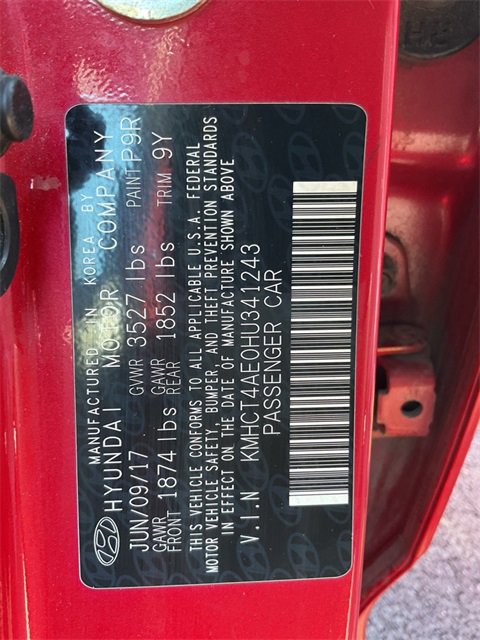 MANUFACTURED IN KOREA BY
HYUNDAI MOTOR COMPANY
JUN/09/17 GVWR 3527 lbs PAINT P9R
GAWR FRONT 1874 lbs GAWR REAR 1852 lbs TRIM 9Y
THIS VEHICLE CONFORMS TO ALL APPLICABLE U.S.A. FEDERAL
MOTOR VEHICLE SAFETY, BUMPER, AND THEFT PREVENTION STANDARDS
IN EFFECT ON THE DATE OF MANUFACTURE SHOWN ABOVE
V.I.N KMHCT4AE0HU341243
PASSENGER CAR